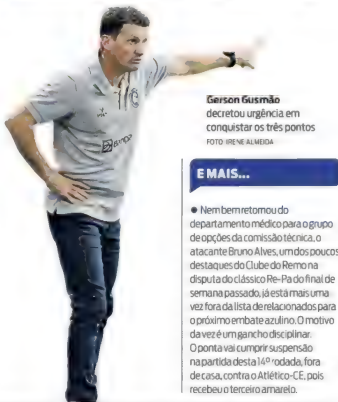 Gerson Gusmão
decretou urgência em
conquistar os três pontos
FOTO: IRENE ALMEIDA
E MAIS...
● Nem bem retornou do
departamento médico para o grupo
de opções da comissão técnica, o
atacante Bruno Alves, um dos poucos
destaques do Clube do Remo na
disputa do clássico Re-Pa do final de
semana passado, já está mais uma
vez fora da lista de relacionados para
o próximo embate azulino. O motivo
da vez é um gancho disciplinar.
O ponta vai cumprir suspensão
na partida desta 14º rodada, fora
de casa, contra o Atlético-CE, pois
recebeu o terceiro amarelo.